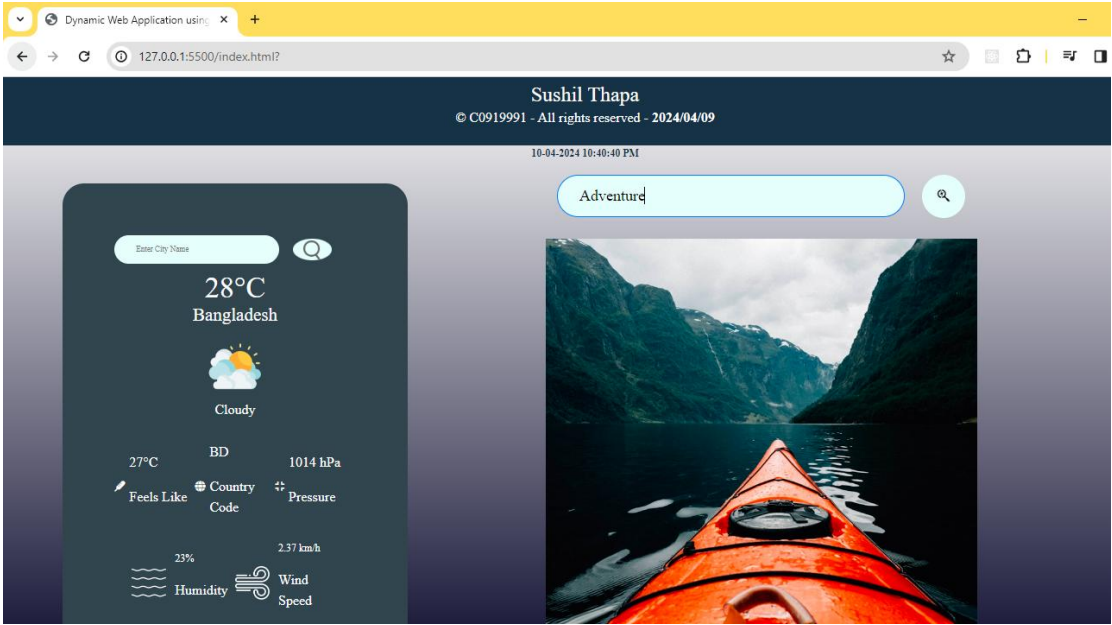 Dynamic Web Application using
127.0.0.1:5500/index.html?
Sushil Thapa
© C0919991 - All rights reserved - 2024/04/09
10-04-2024 10:40:40 PM
Adventure
Enter City Name
28°C
Bangladesh
Cloudy
27°C
Feels Like
BD
Country
Code
1014 hPa
Pressure
23%
Humidity
2.37 km/h
Wind
Speed